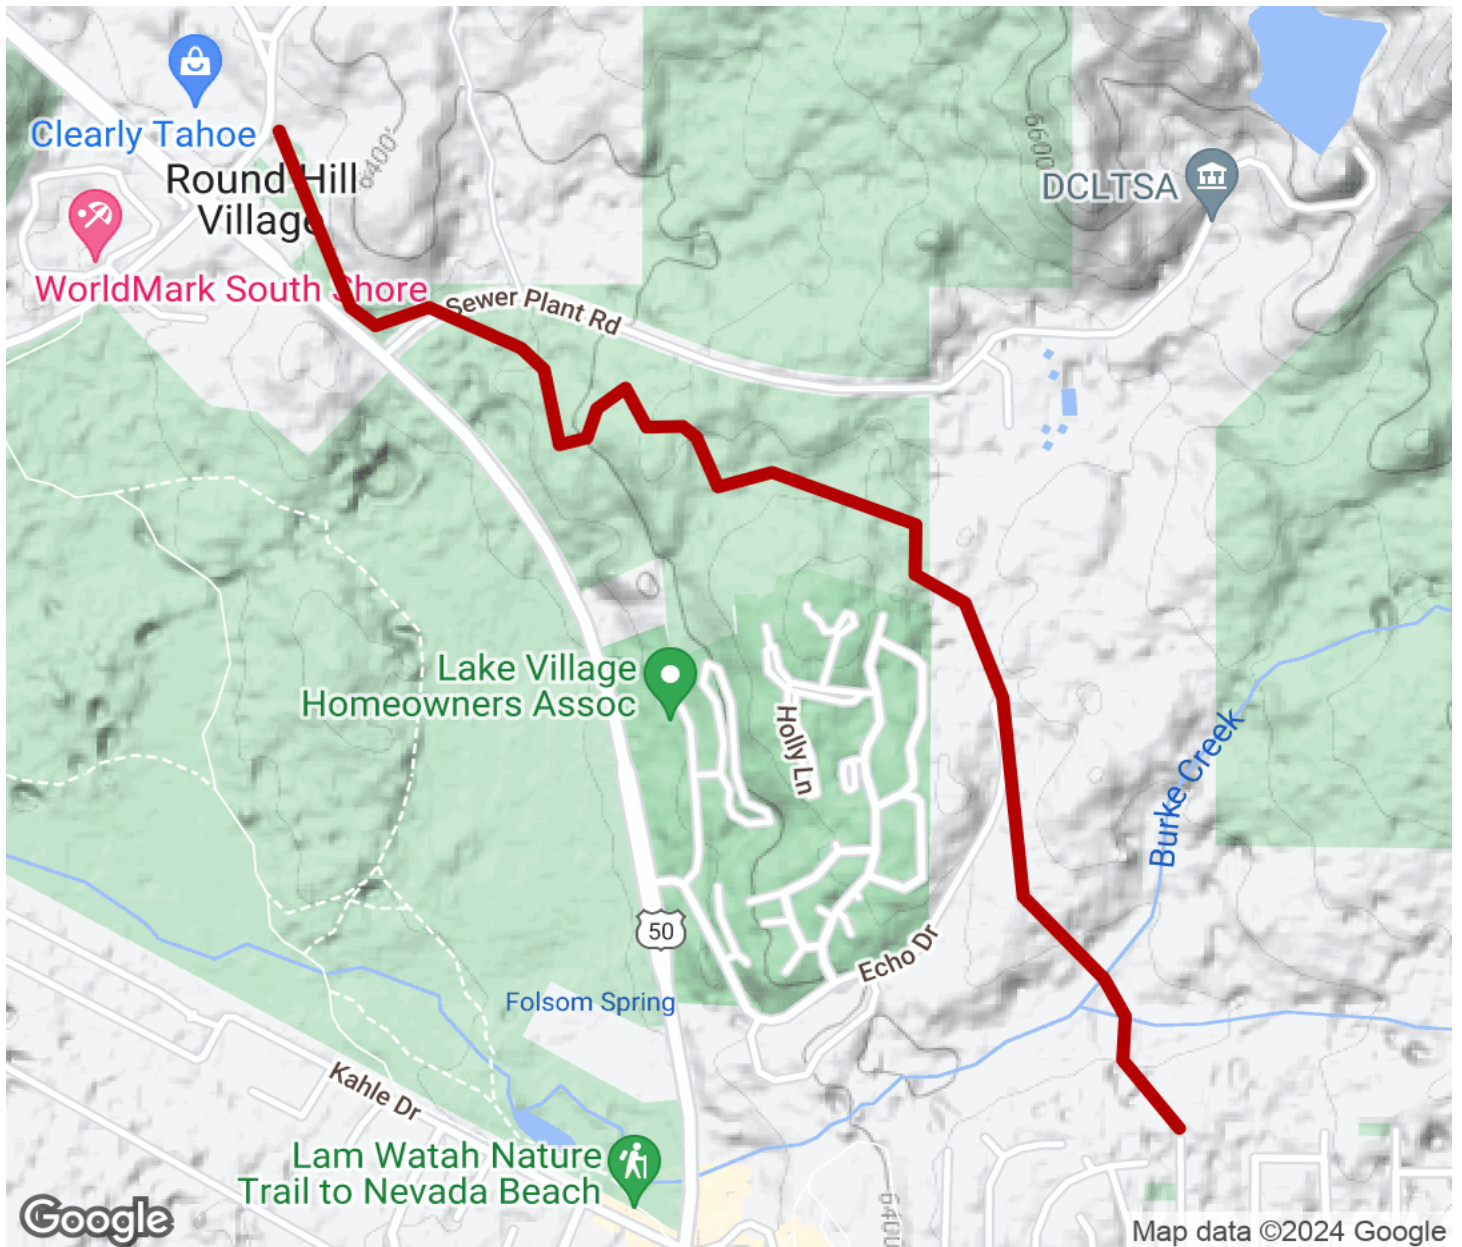 Clearly Tahoe
Round Hill
Village
WorldMark South Shore
6400'
6600
DCLTSA
Sewer Plant Rd
Lake Village
Homeowners Assoc
Holly Ln
Burke Creek
50
Echo Dr
Folsom Spring
Kahle Dr
Lam Watah Nature
Trail to Nevada Beach
6400
Google
Map data ©2024 Google